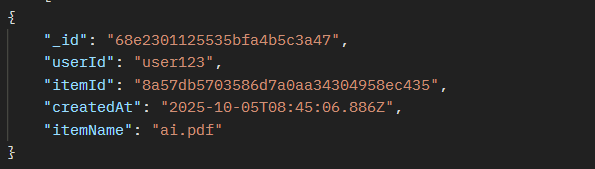 {
"_id": "68e2301125535bfa4b5c3a47",
"userId": "user123",
"itemId": "8a57db5703586d7a0aa34304958ec435",
"createdAt": "2025-10-05T08:45:06.886Z",
"itemName": "ai.pdf"
}